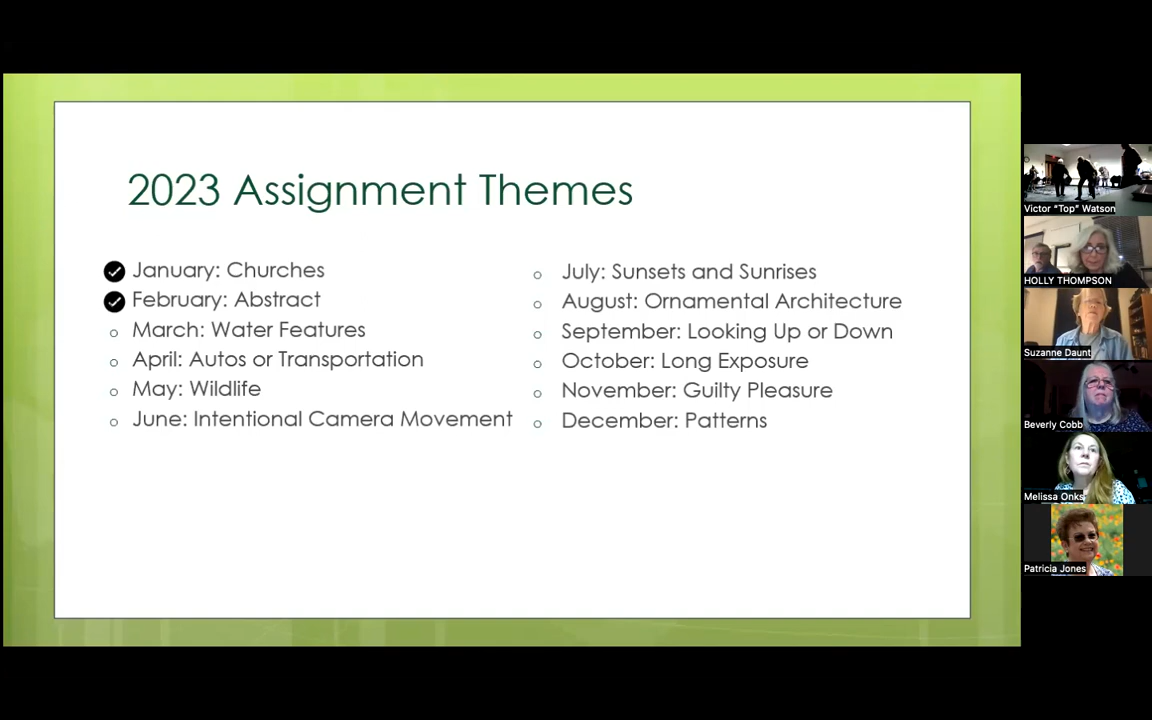 2023 Assignment Themes
January: Churches
February: Abstract
March: Water Features
April: Autos or Transportation
May: Wildlife
June: Intentional Camera Movement
July: Sunsets and Sunrises
August: Ornamental Architecture
September: Looking Up or Down
October: Long Exposure
November: Guilty Pleasure
December: Patterns
Victor "Top" Watson
HOLLY THOMPSON
Suzanne Daunt
Beverly Cobb
Melissa Onks
Patricia Jones